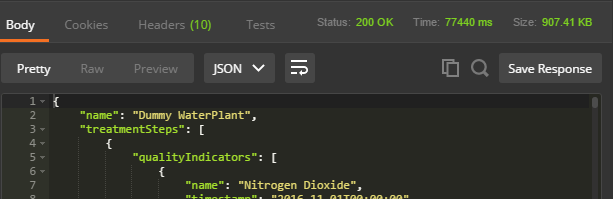 Body Cookies Headers (10) Tests Status: 200 OK Time: 77440 ms Size: 907.41 KB
Pretty Raw Preview JSON Save Response
1 {
2 "name": "Dummy WaterPlant",
3 "treatmentSteps": [
4 {
5 "qualityIndicators": [
6 {
7 "name": "Nitrogen Dioxide",
8 "timestamp": "2016-11-01T00:00:00"